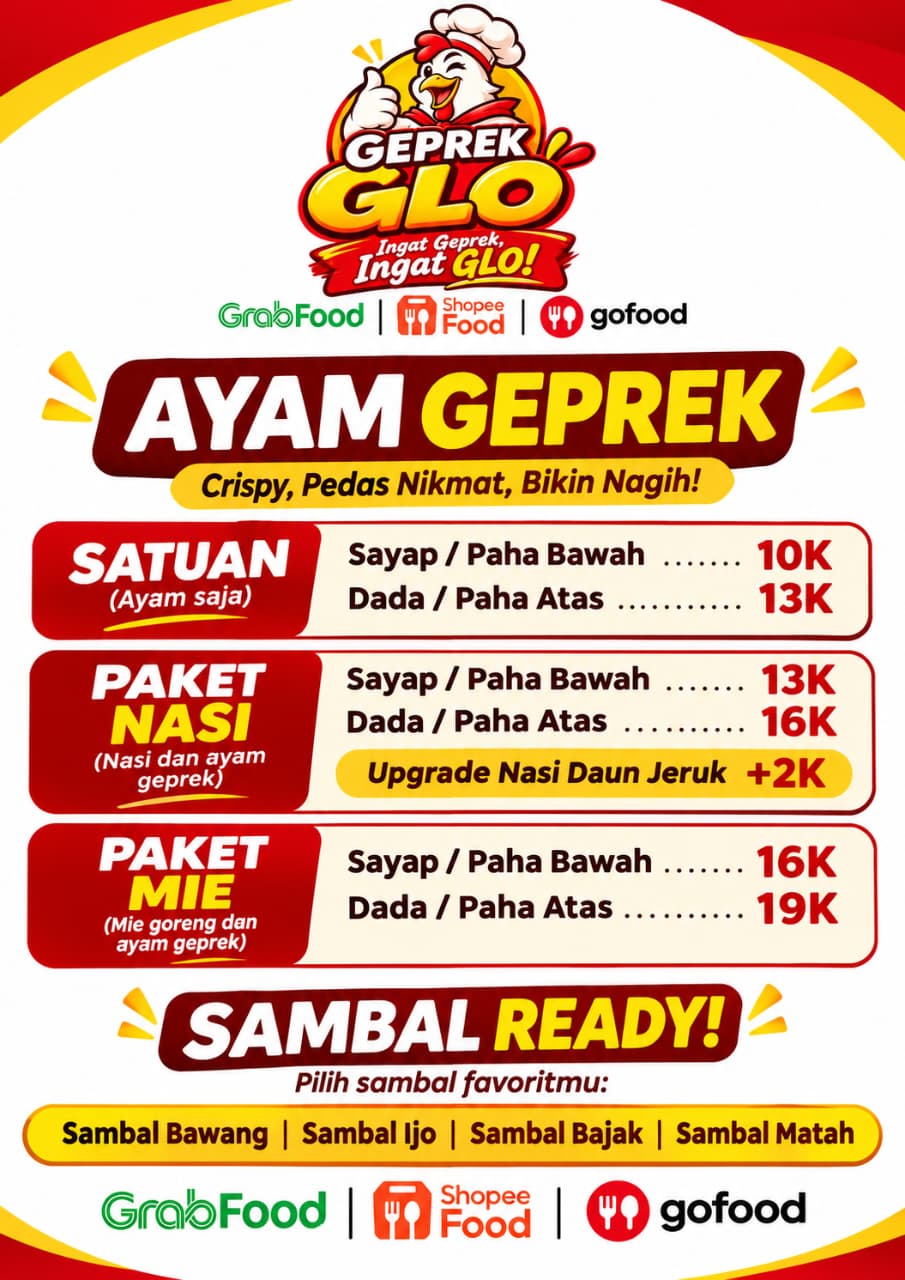 GEPREK
GLO
Ingat Geprek,
Ingat GLO!
GrabFood | Shopee Food | gofood
AYAM GEPREK
Crispy, Pedas Nikmat, Bikin Nagih!
SATUAN
(Ayam saja)
Sayap / Paha Bawah ....... 10K
Dada / Paha Atas ........... 13K
PAKET
NASI
(Nasi dan ayam
geprek)
Sayap / Paha Bawah ....... 13K
Dada / Paha Atas .......... 16K
Upgrade Nasi Daun Jeruk +2K
PAKET
MIE
(Mie goreng dan
ayam geprek)
Sayap / Paha Bawah ....... 16K
Dada / Paha Atas .......... 19K
SAMBAL READY!
Pilih sambal favoritmu:
Sambal Bawang | Sambal Ijo | Sambal Bajak | Sambal Matah
GrabFood | Shopee Food | gofood